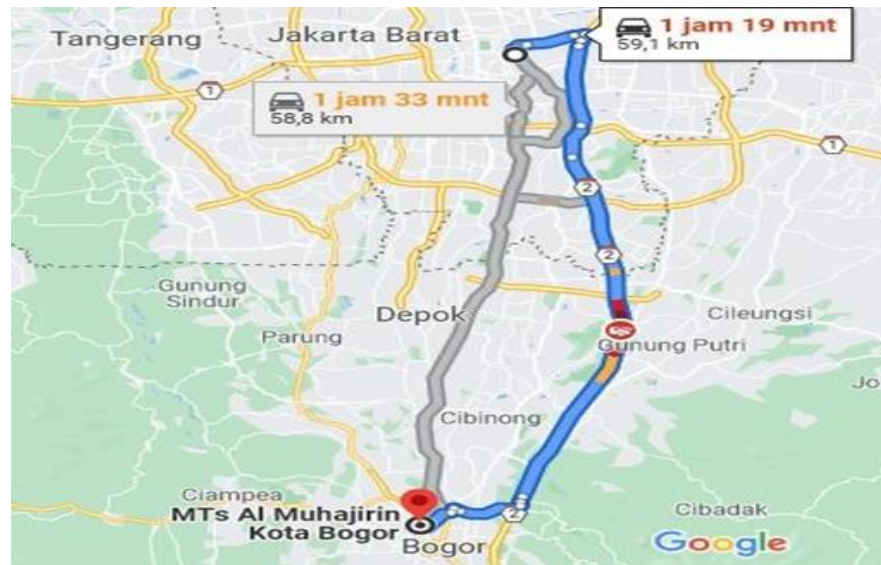 Tangerang
Jakarta Barat
1 jam 19 mnt
59,1 km
1 jam 33 mnt
58,8 km
1
1
2
2
Gunung
Sindur
Depok
Cileungsi
Parung
Gunung Putri
Jo
Cibinong
Ciampea
MTs Al Muhajirin
Kota Bogor
2
Bogor
Cibadak
Google